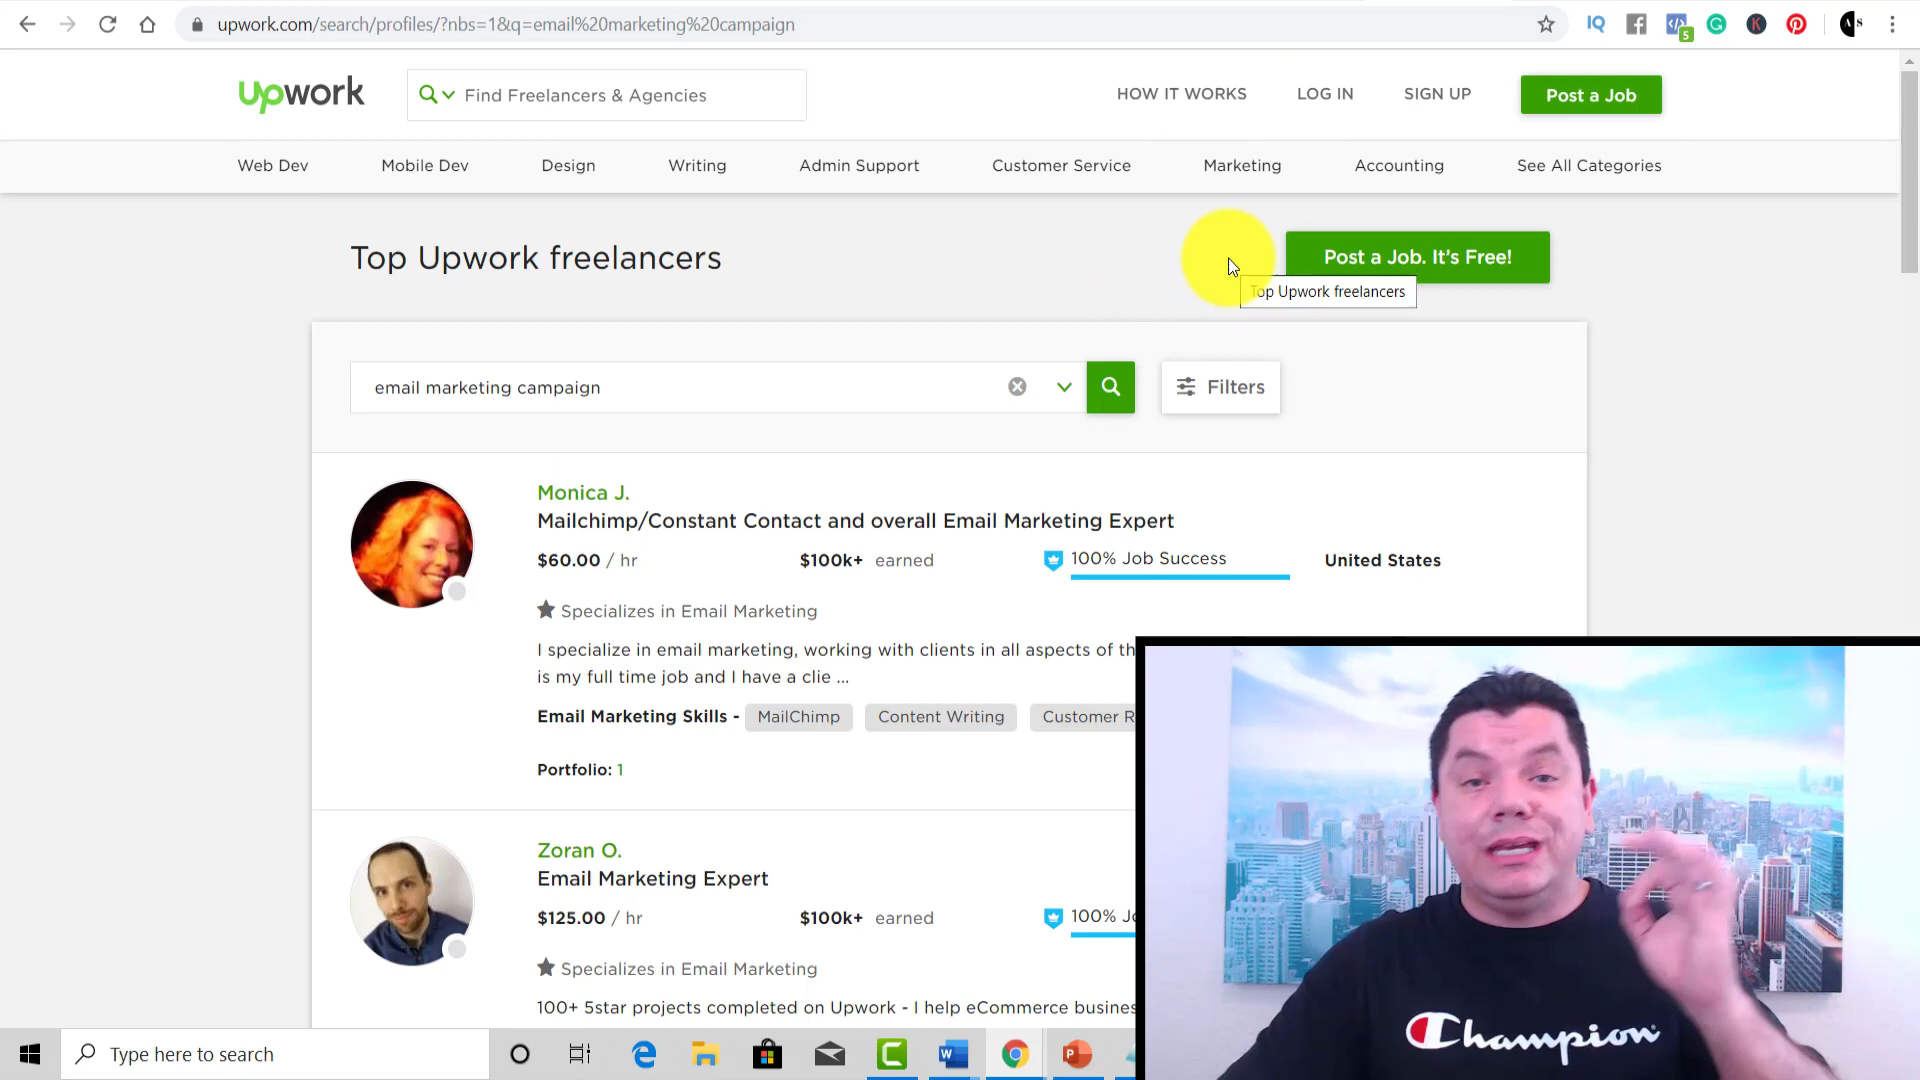 upwork.com/search/profiles/?nbs=1&q=email%20marketing%20campaign
IQ
5
G
K
A S
upwork
Find Freelancers & Agencies
HOW IT WORKS
LOG IN
SIGN UP
Post a Job
Web Dev
Mobile Dev
Design
Writing
Admin Support
Customer Service
Marketing
Accounting
See All Categories
Top Upwork freelancers
Post a Job. It's Free!
Top Upwork freelancers
email marketing campaign
Filters
Monica J.
Mailchimp/Constant Contact and overall Email Marketing Expert
$60.00 / hr
$100k+ earned
100% Job Success
United States
Specializes in Email Marketing
I specialize in email marketing, working with clients in all aspects of th
is my full time job and I have a clie ...
Email Marketing Skills - MailChimp Content Writing Customer R
Portfolio: 1
Zoran O.
Email Marketing Expert
$125.00 / hr
$100k+ earned
100% Jo
Specializes in Email Marketing
100+ 5star projects completed on Upwork - I help eCommerce busines
Champion
Type here to search